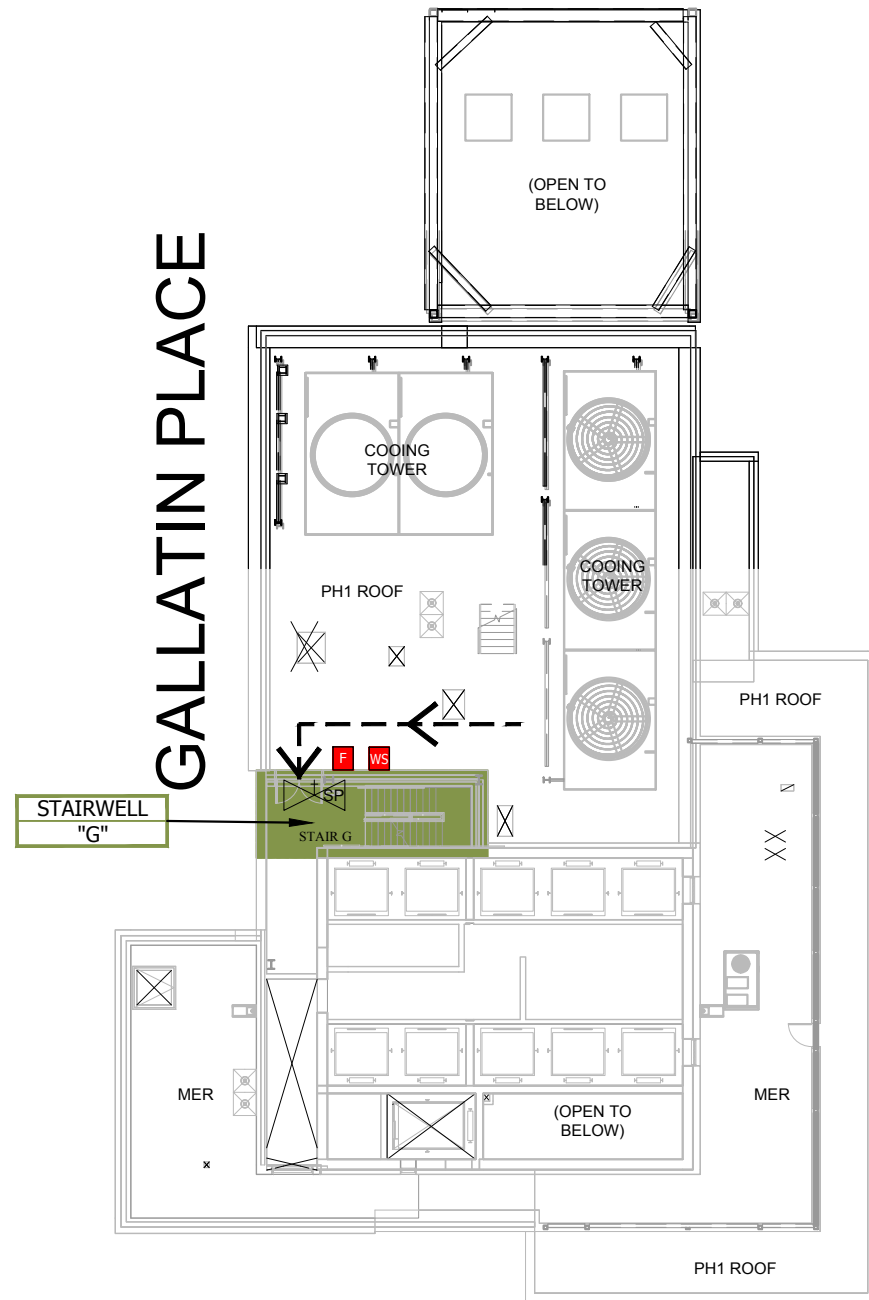 (OPEN TO
BELOW)
GALLATIN PLACE
COOING
TOWER
COOING
TOWER
PH1 ROOF
PH1 ROOF
F
WS
SP
STAIRWELL
"G"
STAIR G
MER
(OPEN TO
BELOW)
MER
PH1 ROOF